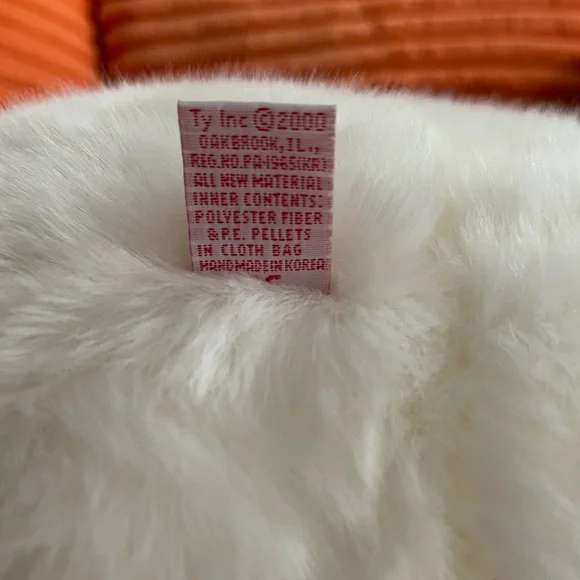 Ty Inc ©2000
OAKBROOK, IL.,
REG.NO.PA-1965(KR)
ALL NEW MATERIAL
INNER CONTENTS:
POLYESTER FIBER
& P.E. PELLETS
IN CLOTH BAG
HANDMADE IN KOREA